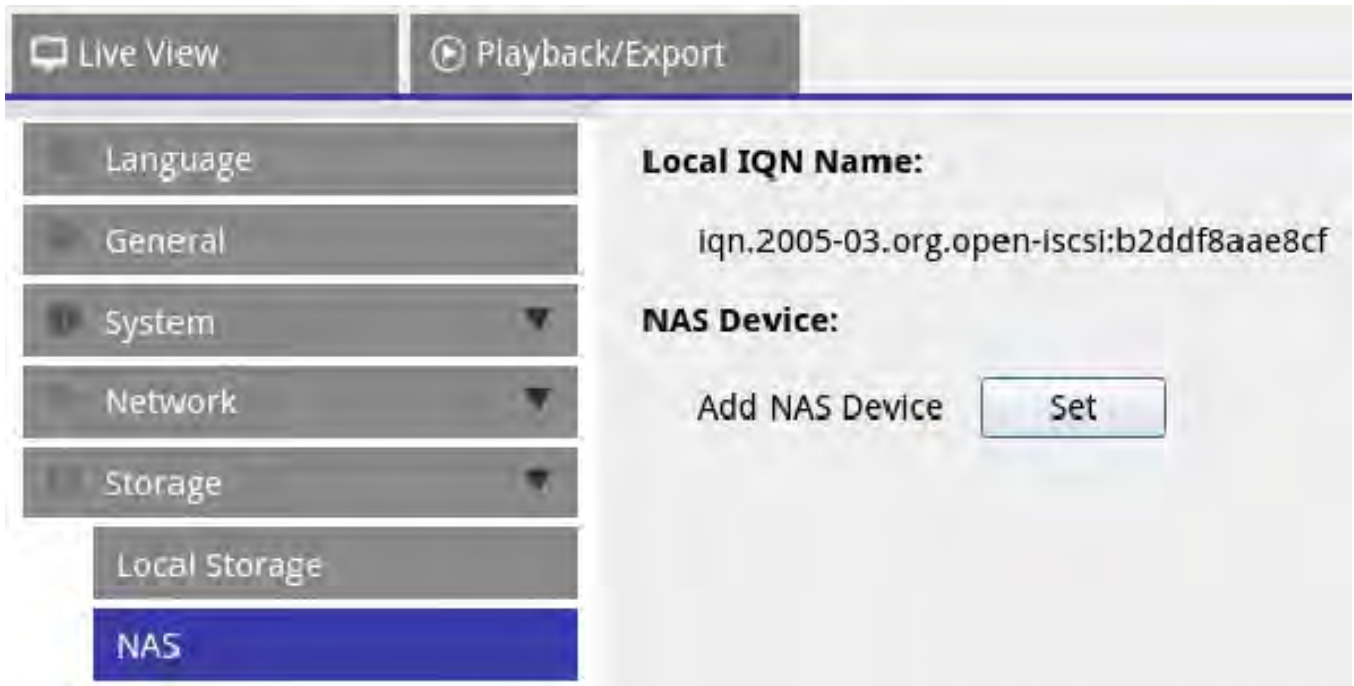 Live View
Playback/Export
Language
General
System
Network
Storage
Local Storage
NAS
Local IQN Name:
iqn.2005-03.org.open-iscsi:b2ddf8aae8cf
NAS Device:
Add NAS Device
Set